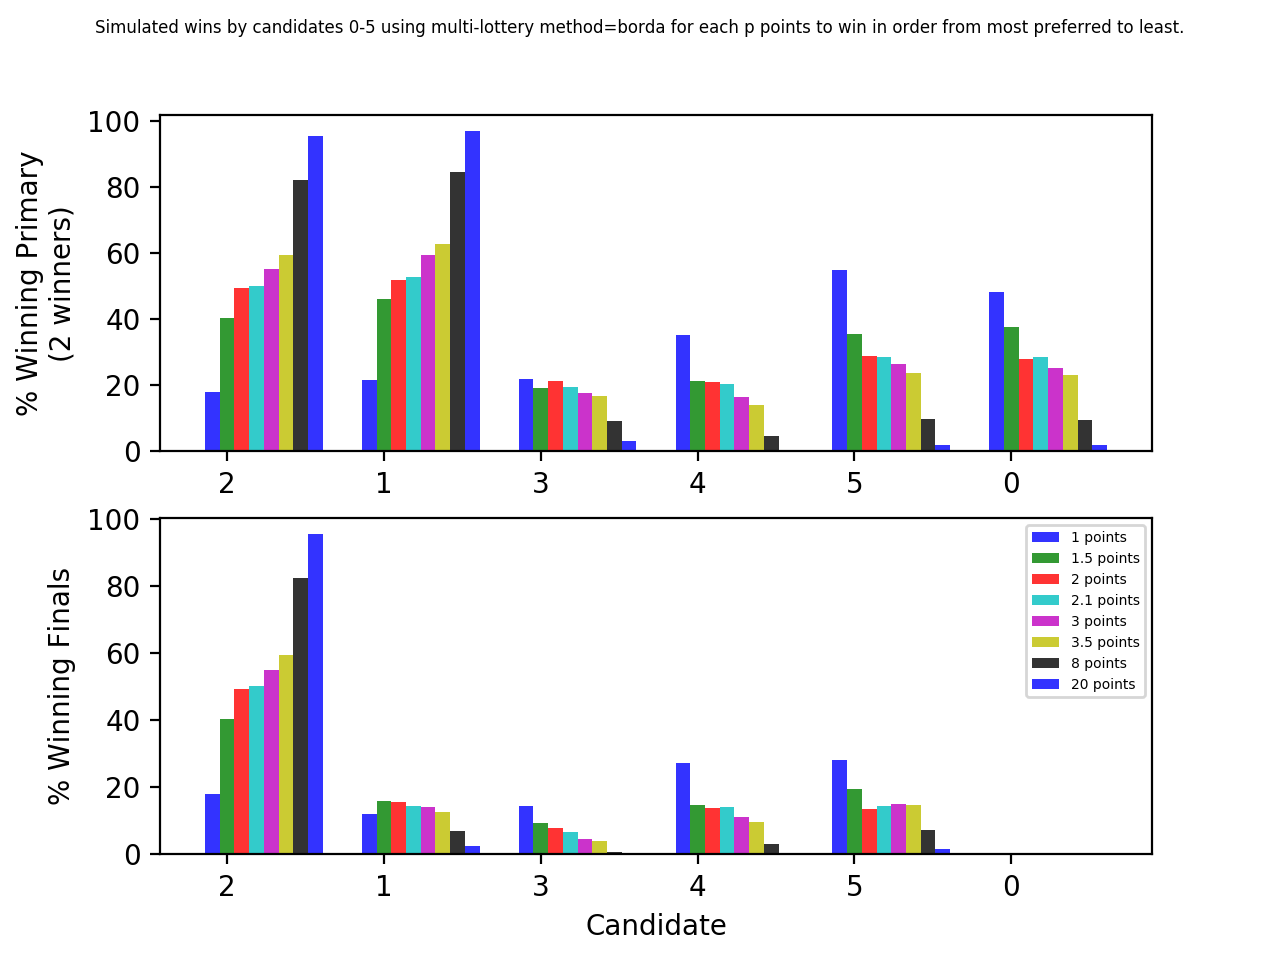 Simulated wins by candidates 0-5 using multi-lottery method=borda for each p points to win in order from most preferred to least.
% Winning Primary
(2 winners)
100
80
60
40
20
0
2 1 3 4 5 0
% Winning Finals
100
80
60
40
20
0
1 points
1.5 points
2 points
2.1 points
3 points
3.5 points
8 points
20 points
2 1 3 4 5 0
Candidate